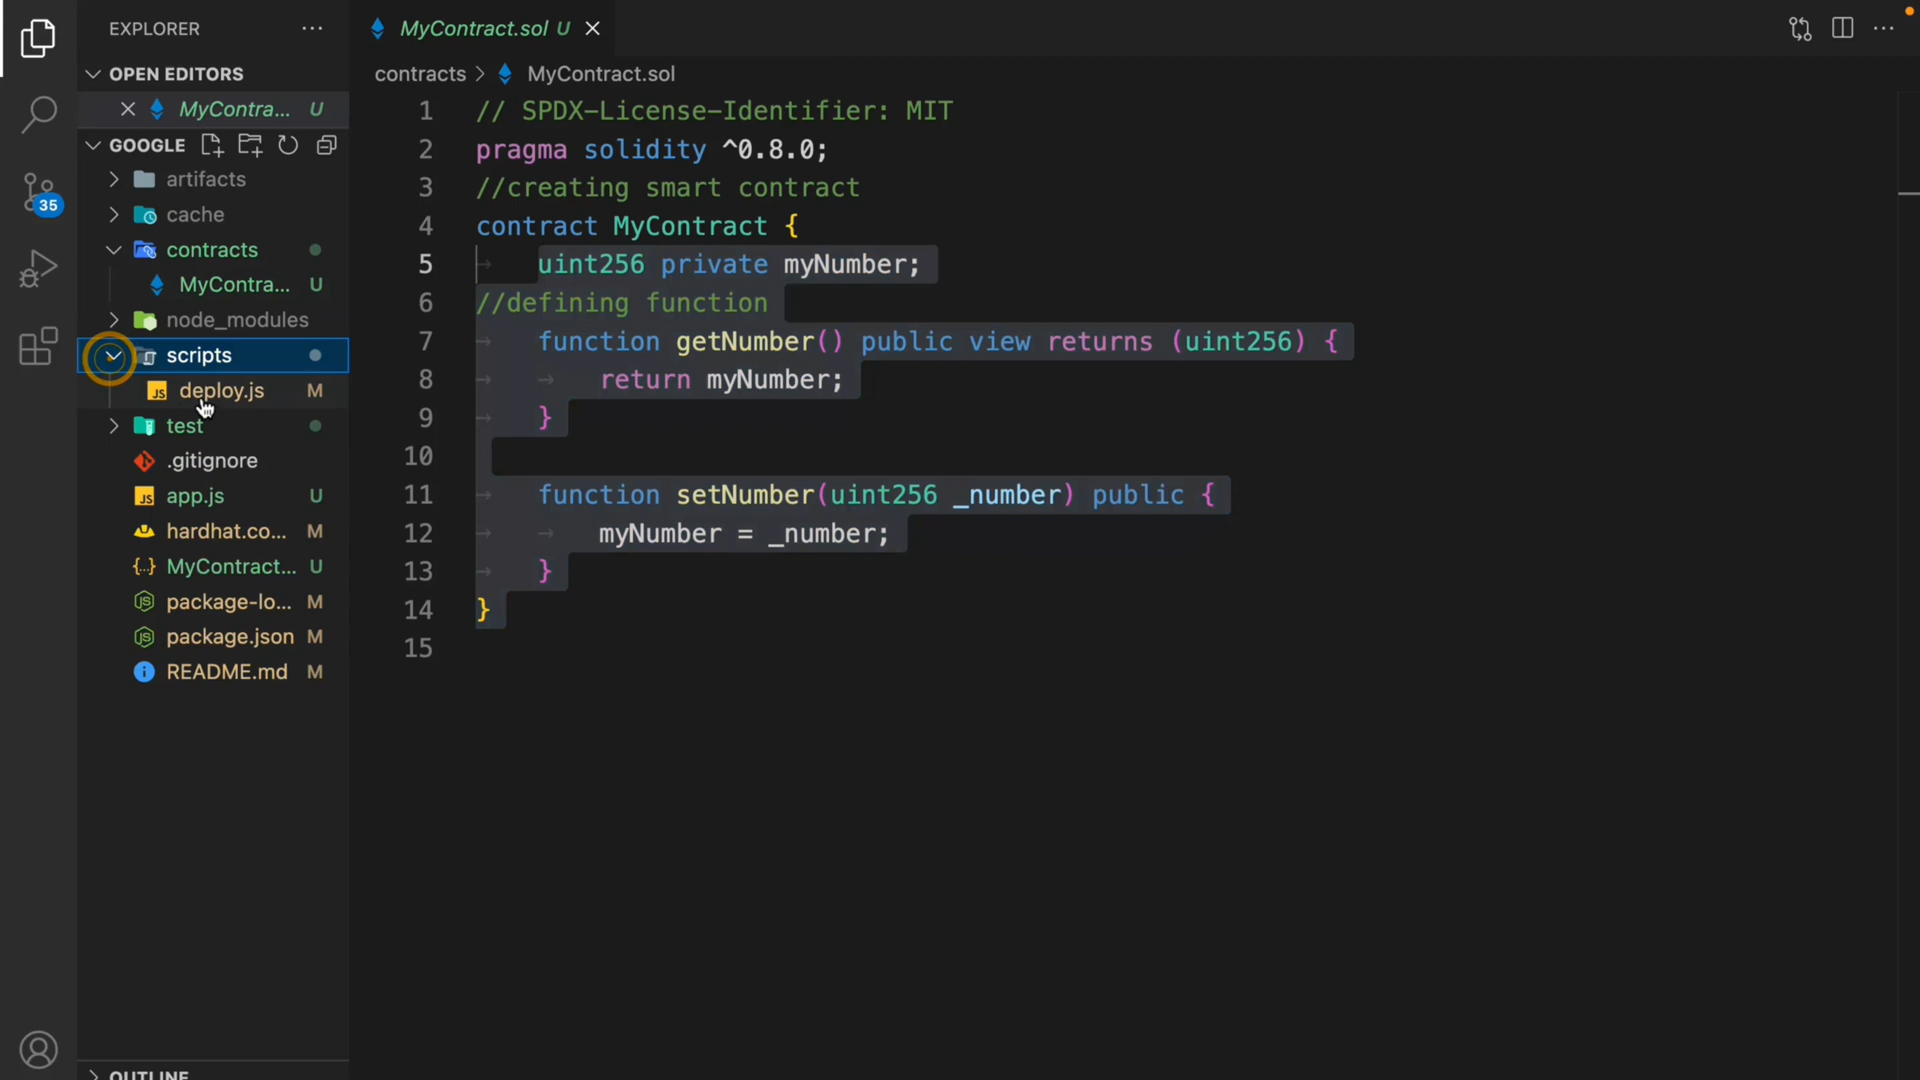 EXPLORER
OPEN EDITORS
MyContra... U
GOOGLE
artifacts
cache
contracts
MyContra... U
node_modules
scripts
deploy.js M
test
.gitignore
app.js U
hardhat.co... M
MyContract... U
package-lo... M
package.json M
README.md M
OUTLINE
35
MyContract.sol U
contracts > MyContract.sol
1 // SPDX-License-Identifier: MIT
2 pragma solidity ^0.8.0;
3 //creating smart contract
4 contract MyContract {
5 uint256 private myNumber;
6 //defining function
7 function getNumber() public view returns (uint256) {
8 return myNumber;
9 }
10
11 function setNumber(uint256 _number) public {
12 myNumber = _number;
13 }
14 }
15